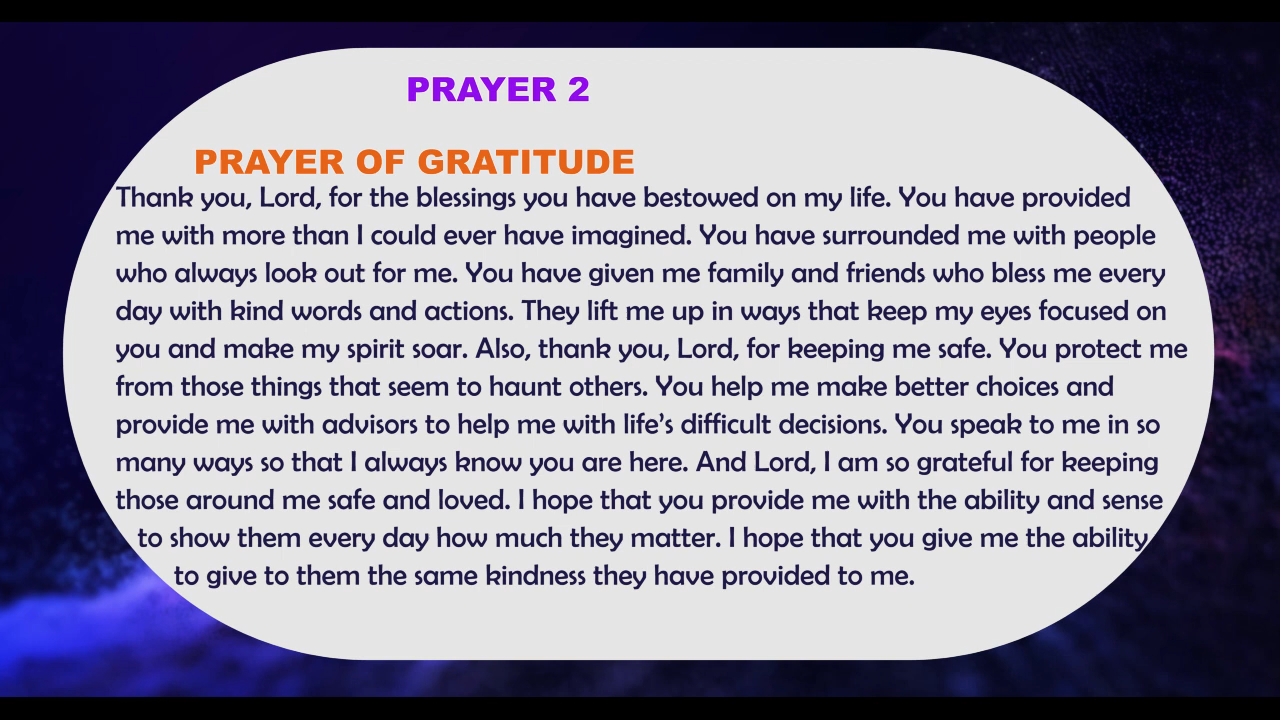 PRAYER 2
PRAYER OF GRATITUDE
Thank you, Lord, for the blessings you have bestowed on my life. You have provided
me with more than I could ever have imagined. You have surrounded me with people
who always look out for me. You have given me family and friends who bless me every
day with kind words and actions. They lift me up in ways that keep my eyes focused on
you and make my spirit soar. Also, thank you, Lord, for keeping me safe. You protect me
from those things that seem to haunt others. You help me make better choices and
provide me with advisors to help me with life’s difficult decisions. You speak to me in so
many ways so that I always know you are here. And Lord, I am so grateful for keeping
those around me safe and loved. I hope that you provide me with the ability and sense
to show them every day how much they matter. I hope that you give me the ability
to give to them the same kindness they have provided to me.